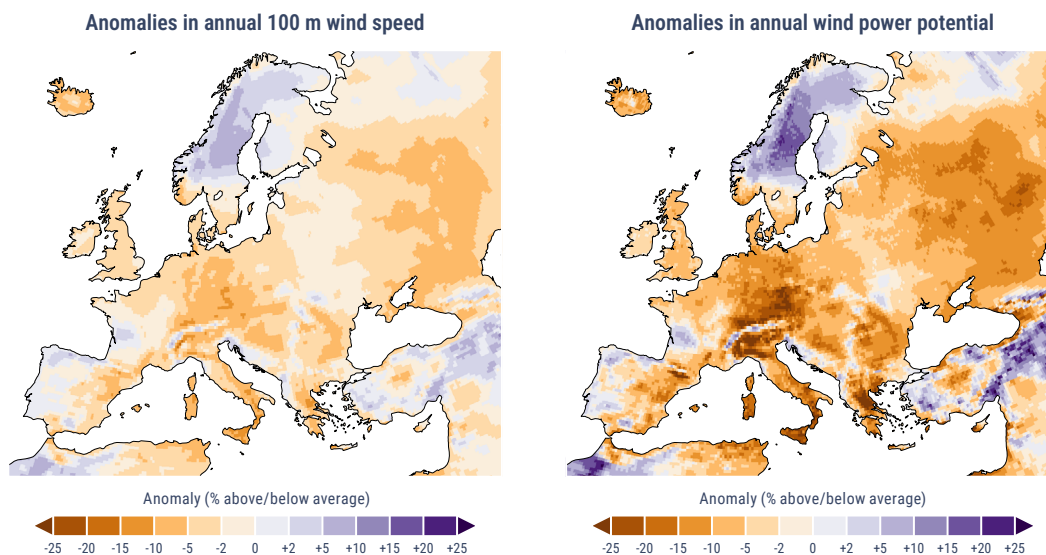 Anomalies in annual 100 m wind speed
Anomalies in annual wind power potential
Anomaly (% above/below average)
-25 -20 -15 -10 -5 -2 0 +2 +5 +10 +15 +20 +25
Anomaly (% above/below average)
-25 -20 -15 -10 -5 -2 0 +2 +5 +10 +15 +20 +25